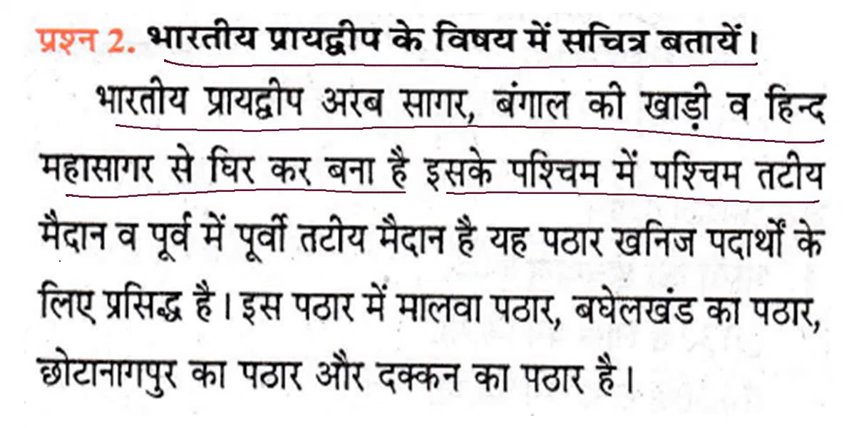 प्रश्न 2. भारतीय प्रायद्वीप के विषय में सचित्र बतायें।
भारतीय प्रायद्वीप अरब सागर, बंगाल की खाड़ी व हिन्द
महासागर से घिर कर बना है इसके पश्चिम में पश्चिम तटीय
मैदान व पूर्व में पूर्वी तटीय मैदान है यह पठार खनिज पदार्थों के
लिए प्रसिद्ध है। इस पठार में मालवा पठार, बघेलखंड का पठार,
छोटानागपुर का पठार और दक्कन का पठार है।